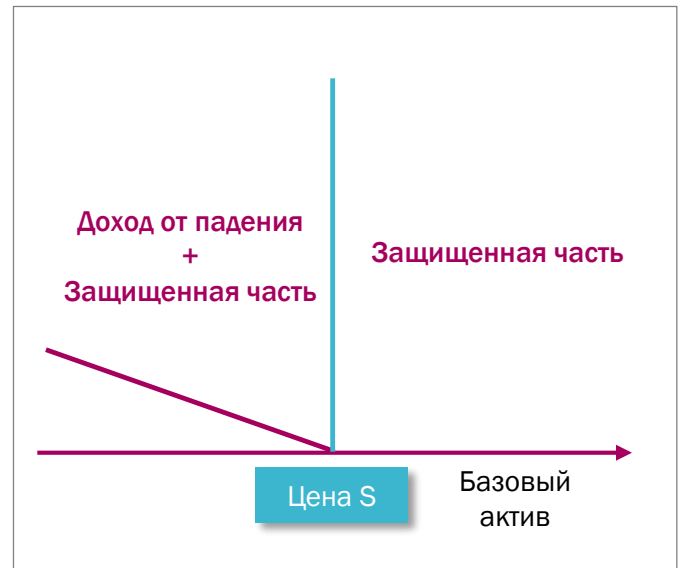 Доход от падения
+
Защищенная часть
Защищенная часть
Цена S
Базовый
актив